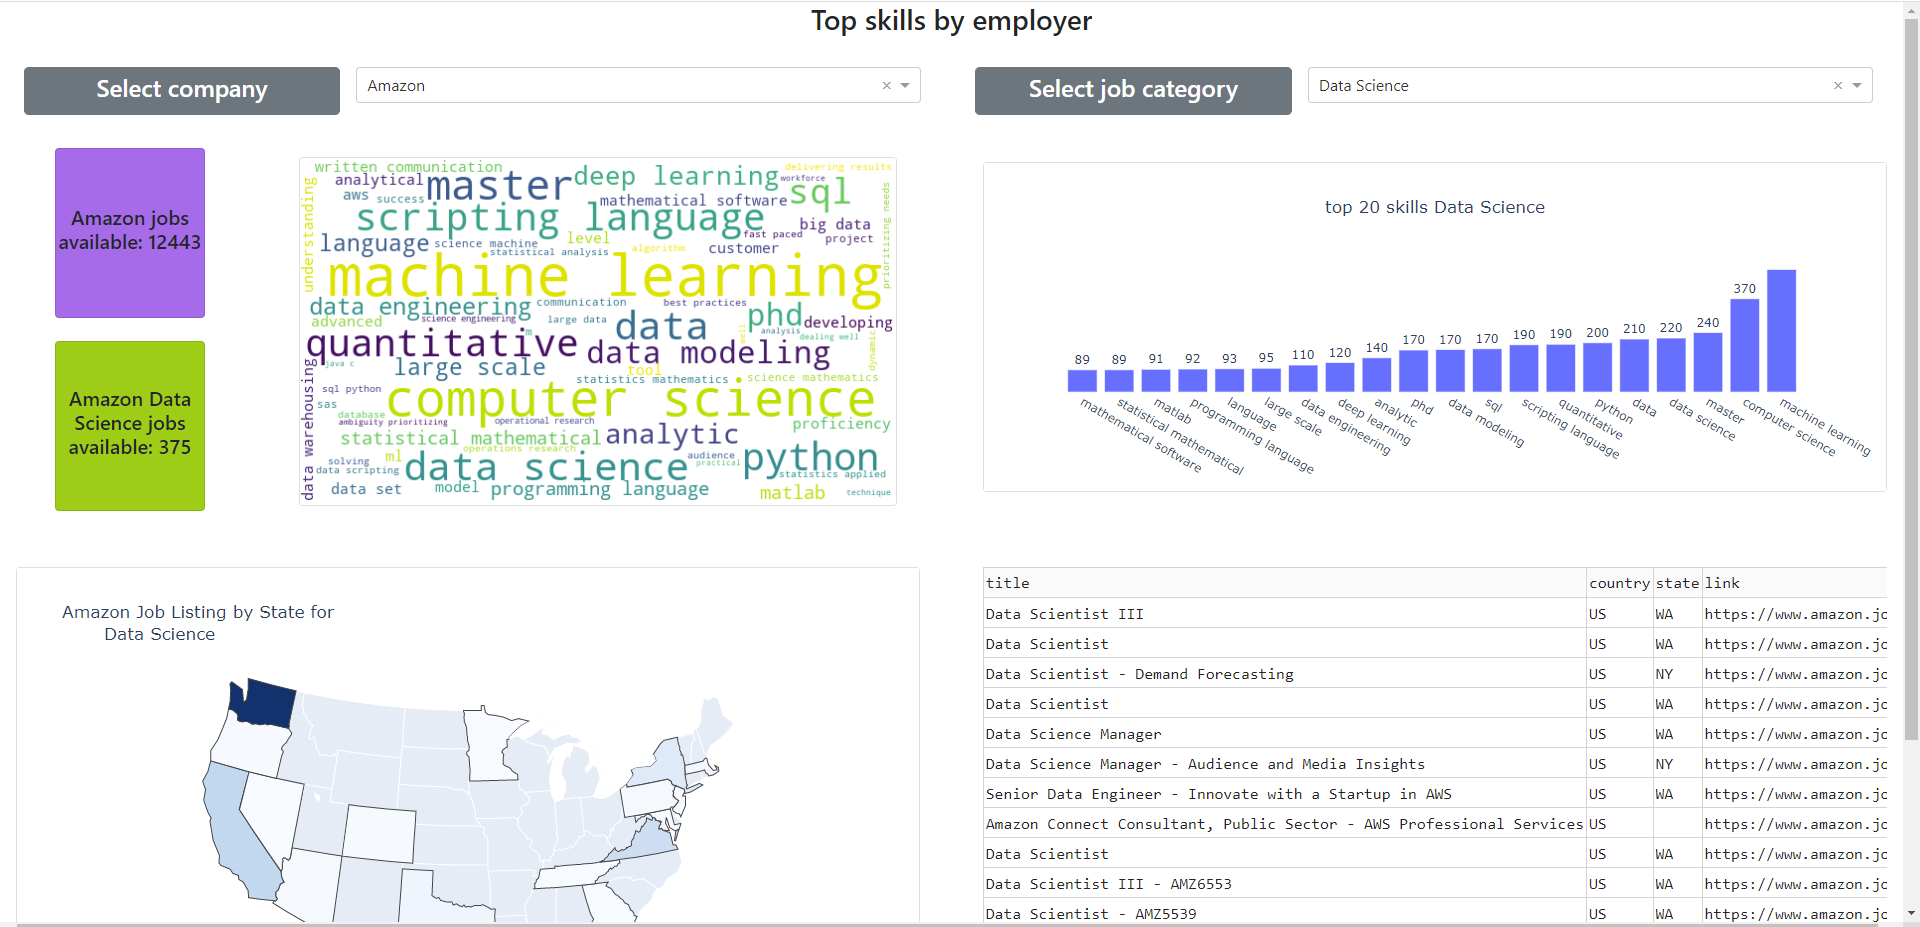 Top skills by employer
Select company
Amazon
Select job category
Data Science
Amazon jobs
available: 12443
Amazon Data
Science jobs
available: 375
written communication
delivering results
analytical
master
deep learning
workforce
aws
success
mathematical software
sql
understanding
scripting language
big data
prioritizing needs
language
science machine
level
fast paced
project
statistical analysis
algorithm
customer
machine learning
data engineering
communication
best practices
phd
advanced
science engineering
large data
data
developing
m
well
analysis
dealing well
quantitative
data modeling
dynamic
java c
large scale
tool
data warehousing
statistics mathematics
science mathematics
sql python
computer science
sas
database
ambiguity prioritizing
operational research
proficiency
statistical mathematical
analytic
operations research
solving
ml
audience
python
data scripting
data science
practical
statistics applied
data set
model
programming language
matlab
technique
top 20 skills Data Science
89
89
91
92
93
95
110
120
140
170
170
170
190
190
200
210
220
240
370
mathematical software
statistical mathematical
matlab
programming language
language
large scale
data engineering
deep learning
analytic
phd
data modeling
sql
scripting language
quantitative
python
data
data science
master
computer science
machine learning
Amazon Job Listing by State for
Data Science
title country state link
Data Scientist III US WA https://www.amazon.jo
Data Scientist US WA https://www.amazon.jo
Data Scientist - Demand Forecasting US NY https://www.amazon.jo
Data Scientist US WA https://www.amazon.jo
Data Science Manager US WA https://www.amazon.jo
Data Science Manager - Audience and Media Insights US NY https://www.amazon.jo
Senior Data Engineer - Innovate with a Startup in AWS US WA https://www.amazon.jo
Amazon Connect Consultant, Public Sector - AWS Professional Services US https://www.amazon.jo
Data Scientist US WA https://www.amazon.jo
Data Scientist III - AMZ6553 US WA https://www.amazon.jo
Data Scientist - AMZ5539 US WA https://www.amazon.jo